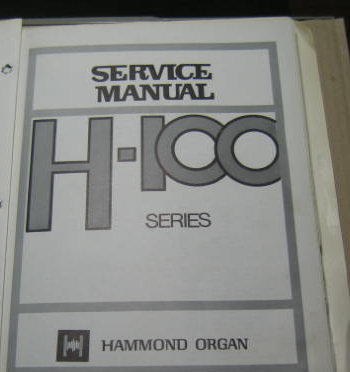 SERVICE
MANUAL
H-100
SERIES
HAMMOND ORGAN